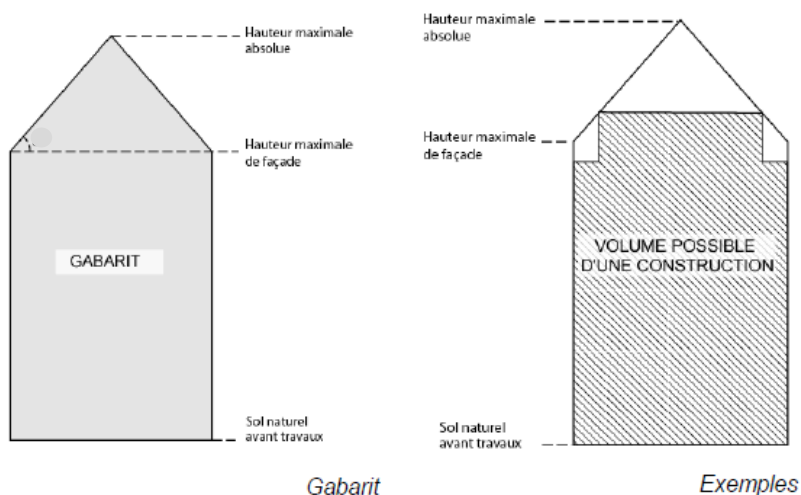 Hauteur maximale
absolue
Hauteur maximale
de façade
GABARIT
Sol naturel
avant travaux
Gabarit
Hauteur maximale
absolue
Hauteur maximale
de façade
VOLUME POSSIBLE
D'UNE CONSTRUCTION
Sol naturel
avant travaux
Exemples